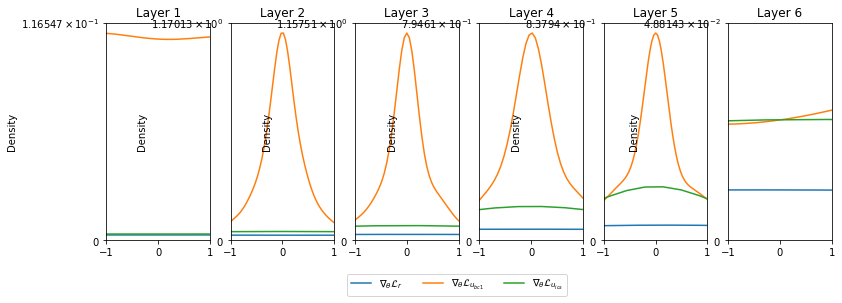 Layer 1 Layer 2 Layer 3 Layer 4 Layer 5 Layer 6
1.16547 × 10⁻¹ 1.17013 × 10⁰ 1.15751 × 10⁰ 7.9461 × 10⁻¹ 8.3794 × 10⁻¹ 4.88143 × 10⁻²
Density Density Density Density Density Density
0 0 0 0 0 0
−1 0 1 −1 0 1 −1 0 1 −1 0 1 −1 0 1 −1 0 1
∇θℒr ∇θℒu_bc1 ∇θℒu_ics